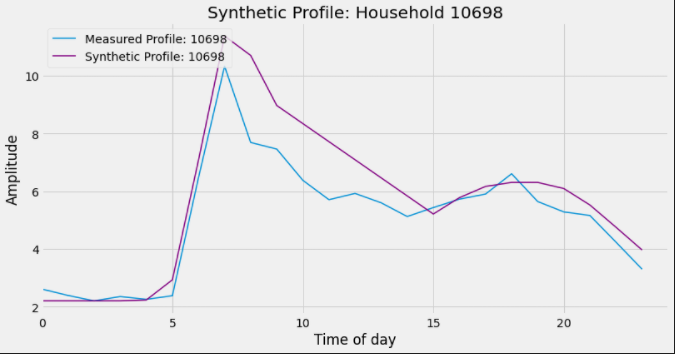 Synthetic Profile: Household 10698
Measured Profile: 10698
Synthetic Profile: 10698
Amplitude
10
8
6
4
2
0
5
10
15
20
Time of day